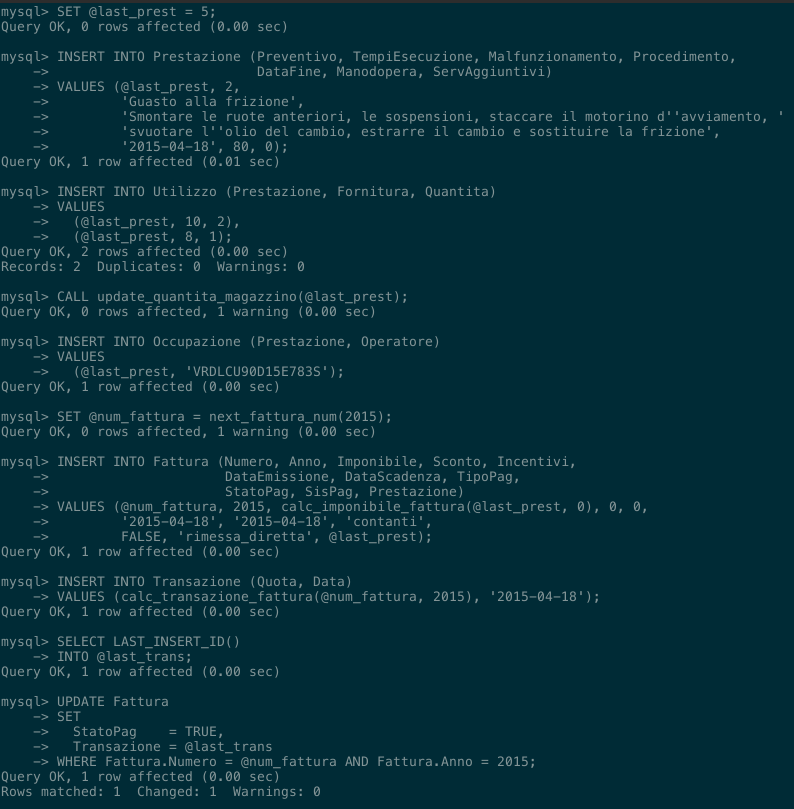 mysql> SET @last_prest = 5;
Query OK, 0 rows affected (0.00 sec)

mysql> INSERT INTO Prestazione (Preventivo, TempiEsecuzione, Malfunzionamento, Procedimento,
    ->                          DataFine, Manodopera, ServAggiuntivi)
    -> VALUES (@last_prest, 2,
    ->         'Guasto alla frizione',
    ->         'Smontare le ruote anteriori, le sospensioni, staccare il motorino d''avviamento, '
    ->         'svuotare l''olio del cambio, estrarre il cambio e sostituire la frizione',
    ->         '2015-04-18', 80, 0);
Query OK, 1 row affected (0.01 sec)

mysql> INSERT INTO Utilizzo (Prestazione, Fornitura, Quantita)
    -> VALUES
    ->   (@last_prest, 10, 2),
    ->   (@last_prest, 8, 1);
Query OK, 2 rows affected (0.00 sec)
Records: 2  Duplicates: 0  Warnings: 0

mysql> CALL update_quantita_magazzino(@last_prest);
Query OK, 0 rows affected, 1 warning (0.00 sec)

mysql> INSERT INTO Occupazione (Prestazione, Operatore)
    -> VALUES
    ->   (@last_prest, 'VRDLCU90D15E783S');
Query OK, 1 row affected (0.00 sec)

mysql> SET @num_fattura = next_fattura_num(2015);
Query OK, 0 rows affected, 1 warning (0.00 sec)

mysql> INSERT INTO Fattura (Numero, Anno, Imponibile, Sconto, Incentivi,
    ->                      DataEmissione, DataScadenza, TipoPag,
    ->                      StatoPag, SisPag, Prestazione)
    -> VALUES (@num_fattura, 2015, calc_imponibile_fattura(@last_prest, 0), 0, 0,
    ->         '2015-04-18', '2015-04-18', 'contanti',
    ->         FALSE, 'rimessa_diretta', @last_prest);
Query OK, 1 row affected (0.00 sec)

mysql> INSERT INTO Transazione (Quota, Data)
    -> VALUES (calc_transazione_fattura(@num_fattura, 2015), '2015-04-18');
Query OK, 1 row affected (0.00 sec)

mysql> SELECT LAST_INSERT_ID()
    -> INTO @last_trans;
Query OK, 1 row affected (0.00 sec)

mysql> UPDATE Fattura
    -> SET
    ->   StatoPag    = TRUE,
    ->   Transazione = @last_trans
    -> WHERE Fattura.Numero = @num_fattura AND Fattura.Anno = 2015;
Query OK, 1 row affected (0.00 sec)
Rows matched: 1  Changed: 1  Warnings: 0